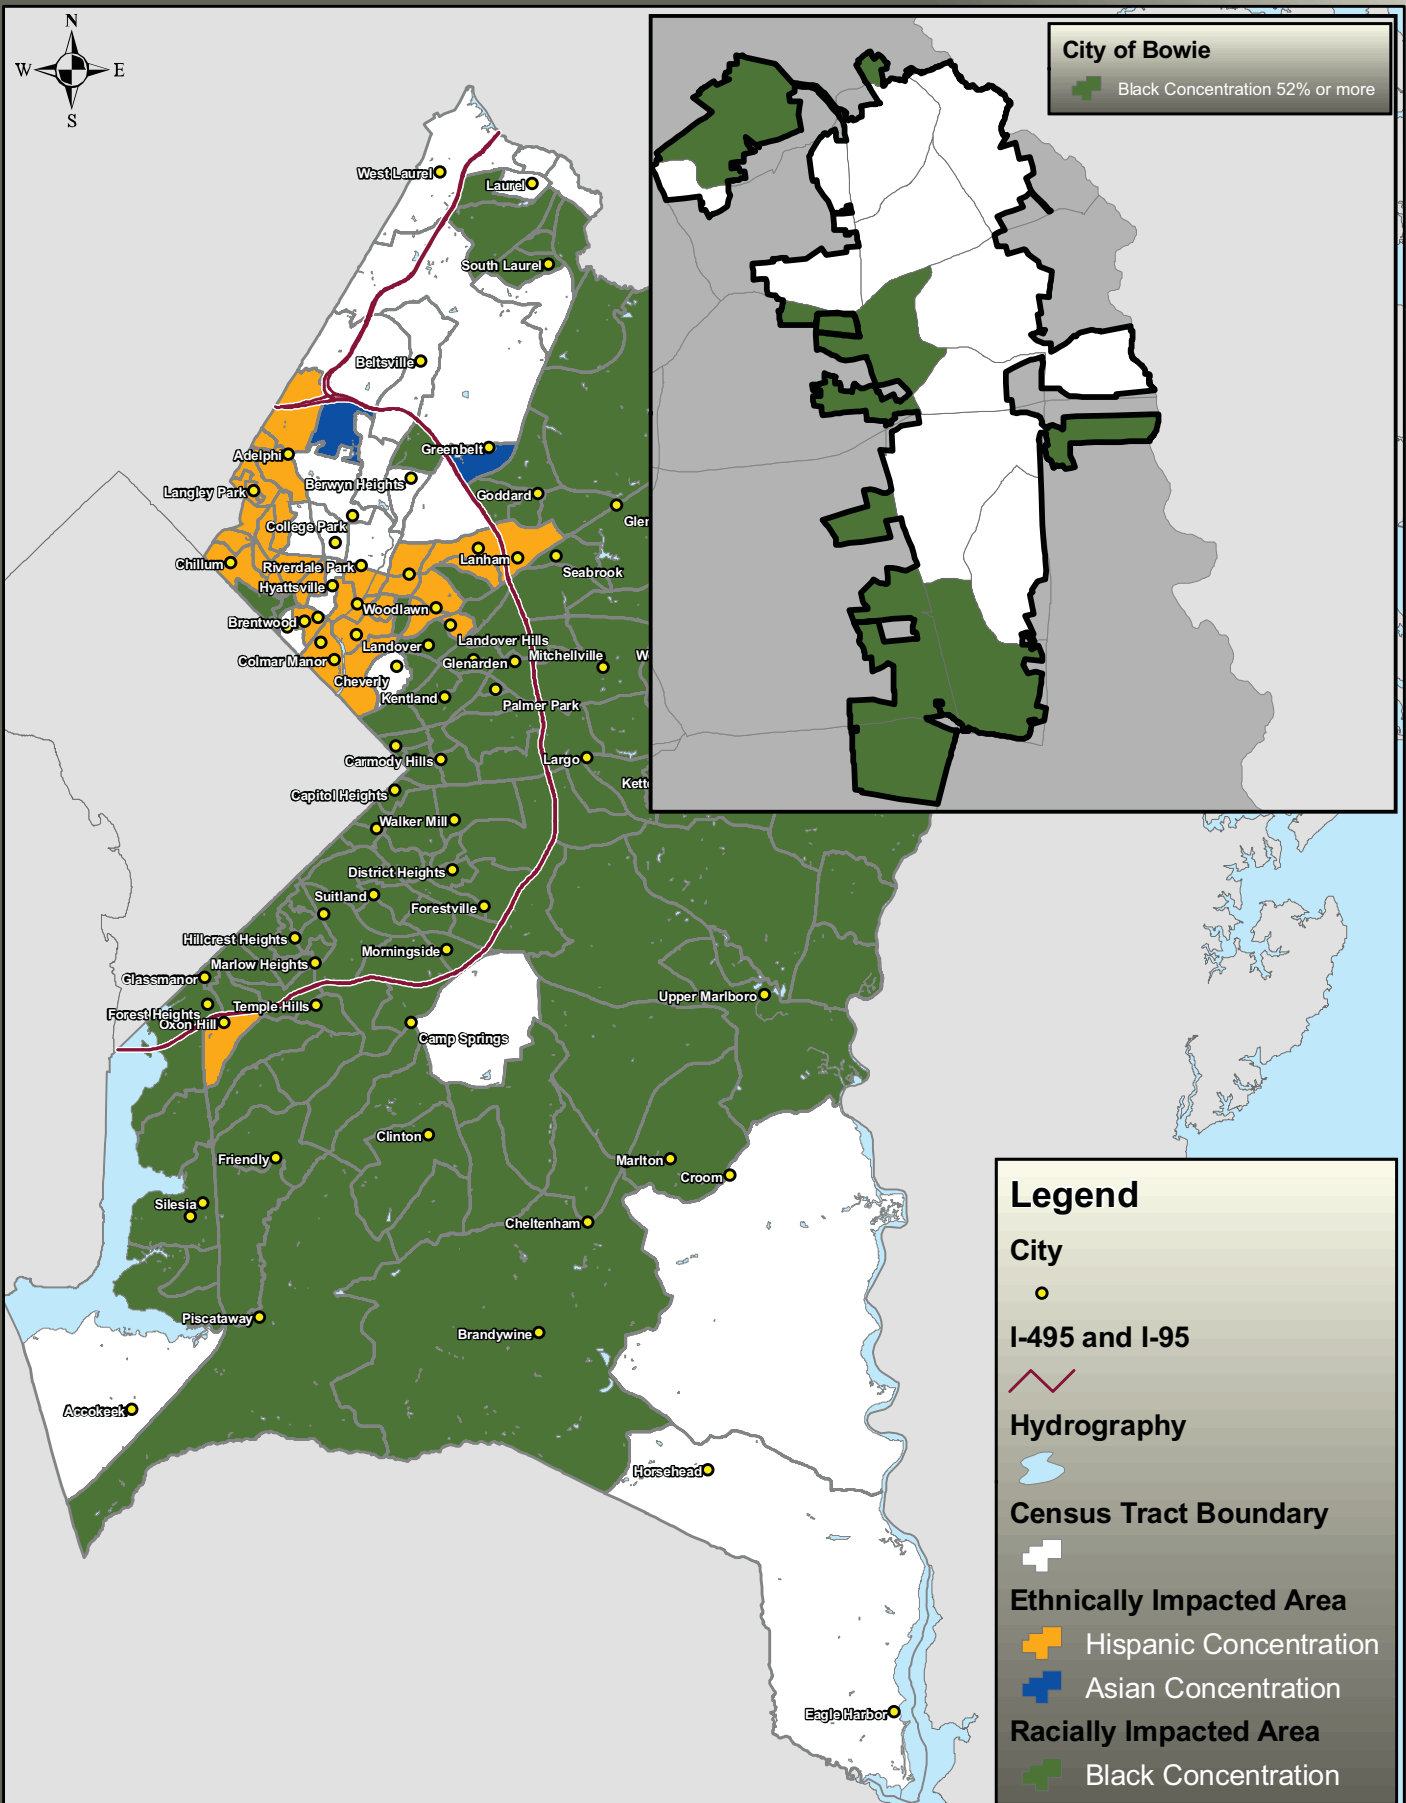 N
W E
S
City of Bowie
Black Concentration 52% or more
West Laurel
Laurel
South Laurel
Beltsville
Greenbelt
Adelphi
Berwyn Heights
Langley Park
Goddard
College Park
Lanham
Chillum
Riverdale Park
Seabrook
Hyattsville
Woodlawn
Brentwood
Landover Hills
Landover
Mitchellville
Colmar Manor
Glenarden
Cheverly
Kentland
Palmer Park
Carmody Hills
Largo
Capitol Heights
Walker Mill
District Heights
Suitland
Forestville
Hillcrest Heights
Morningside
Marlow Heights
Glassmanor
Upper Marlboro
Temple Hills
Forest Heights
Oxon Hill
Camp Springs
Clinton
Friendly
Marlton
Croom
Silesia
Cheltenham
Piscataway
Brandywine
Accokeek
Horsehead
Eagle Harbor
Legend
City
I-495 and I-95
Hydrography
Census Tract Boundary
Ethnically Impacted Area
Hispanic Concentration
Asian Concentration
Racially Impacted Area
Black Concentration